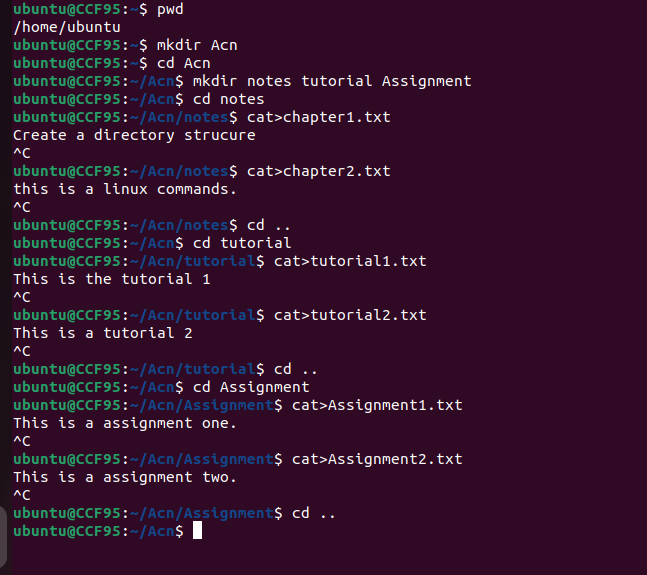 ubuntu@CCF95:~$ pwd
/home/ubuntu
ubuntu@CCF95:~$ mkdir Acn
ubuntu@CCF95:~$ cd Acn
ubuntu@CCF95:~/Acn$ mkdir notes tutorial Assignment
ubuntu@CCF95:~/Acn$ cd notes
ubuntu@CCF95:~/Acn/notes$ cat>chapter1.txt
Create a directory strucure
^C
ubuntu@CCF95:~/Acn/notes$ cat>chapter2.txt
this is a linux commands.
^C
ubuntu@CCF95:~/Acn/notes$ cd ..
ubuntu@CCF95:~/Acn$ cd tutorial
ubuntu@CCF95:~/Acn/tutorial$ cat>tutorial1.txt
This is the tutorial 1
^C
ubuntu@CCF95:~/Acn/tutorial$ cat>tutorial2.txt
This is a tutorial 2
^C
ubuntu@CCF95:~/Acn/tutorial$ cd ..
ubuntu@CCF95:~/Acn$ cd Assignment
ubuntu@CCF95:~/Acn/Assignment$ cat>Assignment1.txt
This is a assignment one.
^C
ubuntu@CCF95:~/Acn/Assignment$ cat>Assignment2.txt
This is a assignment two.
^C
ubuntu@CCF95:~/Acn/Assignment$ cd ..
ubuntu@CCF95:~/Acn$